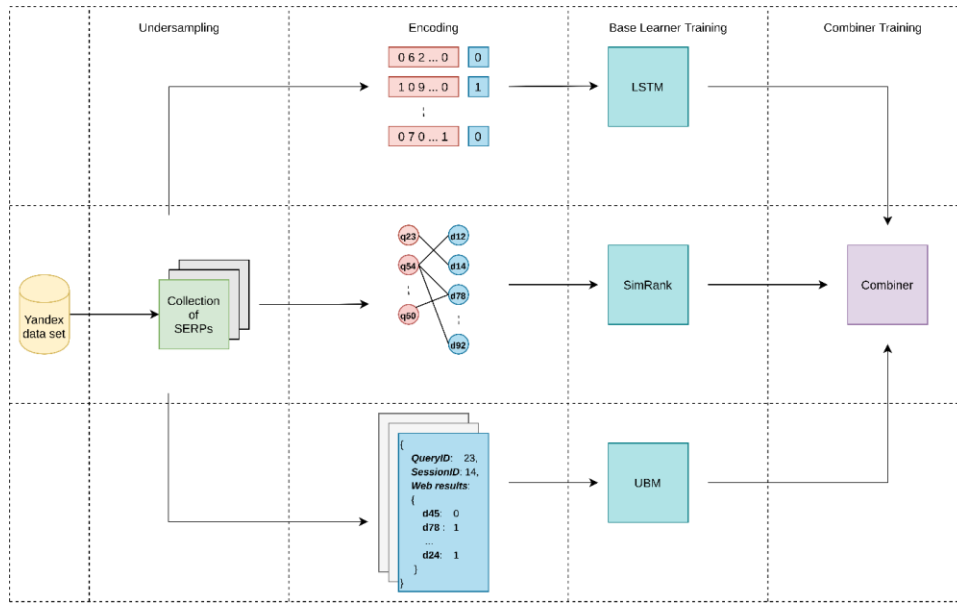 Undersampling
Encoding
Base Learner Training
Combiner Training
0 6 2 ... 0 0
1 0 9 ... 0 1
0 7 0 ... 1 0
LSTM
Yandex
data set
Collection
of
SERPs
q23
q54
q60
d12
d14
d78
d92
SimRank
Combiner
{
QueryID: 23,
SessionID: 14,
Web results:
{
d45: 0
d78 : 1
...
d24: 1
}
}
UBM